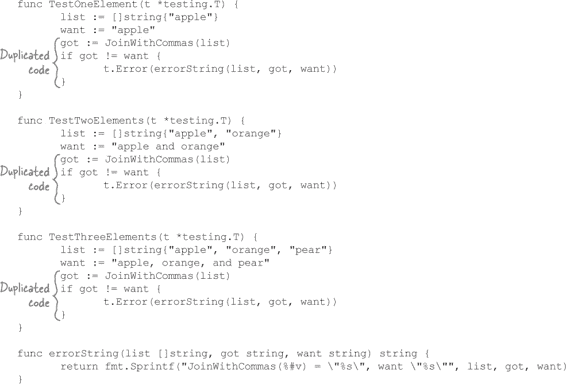 func TestOneElement(t *testing.T) {
list := []string{"apple"}
want := "apple"
got := JoinWithCommas(list)
Duplicated if got != want {
code t.Error(errorString(list, got, want))
}
}
func TestTwoElements(t *testing.T) {
list := []string{"apple", "orange"}
want := "apple and orange"
got := JoinWithCommas(list)
Duplicated if got != want {
code t.Error(errorString(list, got, want))
}
}
func TestThreeElements(t *testing.T) {
list := []string{"apple", "orange", "pear"}
want := "apple, orange, and pear"
got := JoinWithCommas(list)
Duplicated if got != want {
code t.Error(errorString(list, got, want))
}
}
func errorString(list []string, got string, want string) string {
return fmt.Sprintf("JoinWithCommas(%#v) = \"%s\", want \"%s\"", list, got, want)
}